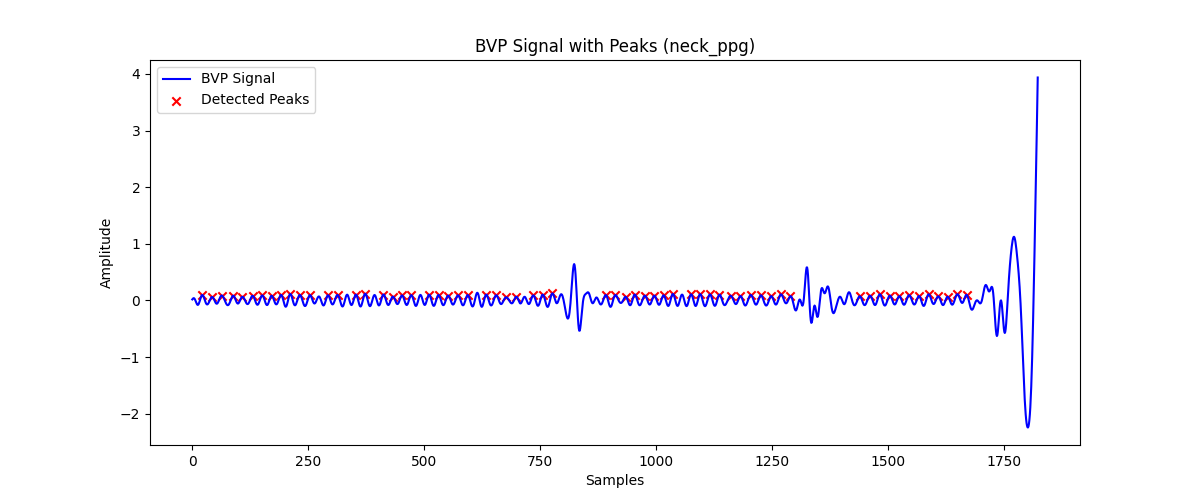 BVP Signal with Peaks (neck_ppg)
BVP Signal
Detected Peaks
4
3
2
1
0
−1
−2
Amplitude
0 250 500 750 1000 1250 1500 1750
Samples